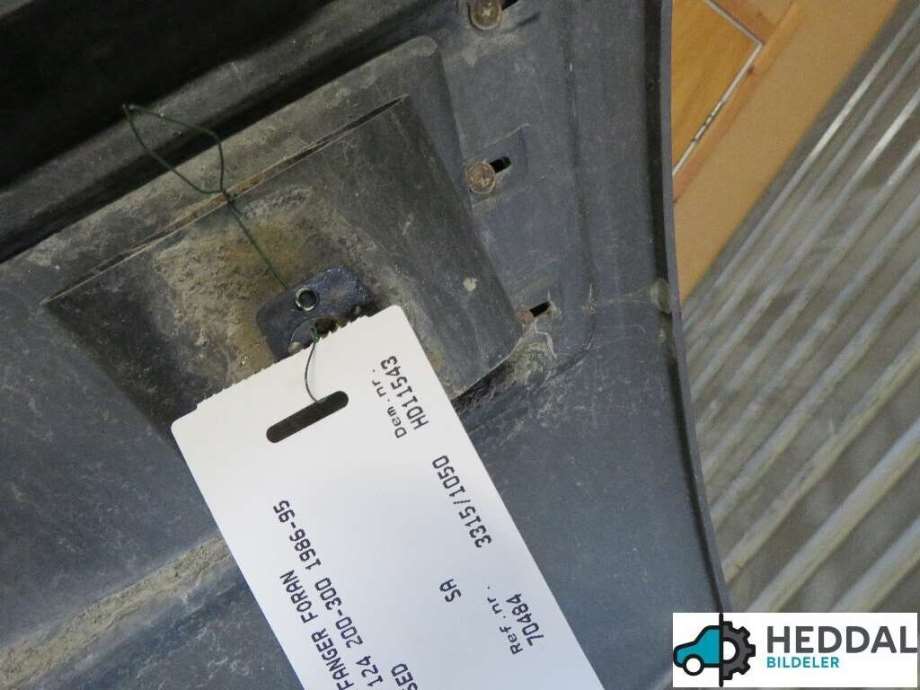 Dem.nr.
HD11543
3315/1050
SA
Ref.nr.
70484
FANGER FORAN
124 200-300 1986-95
SED
HEDDAL
BILDELER